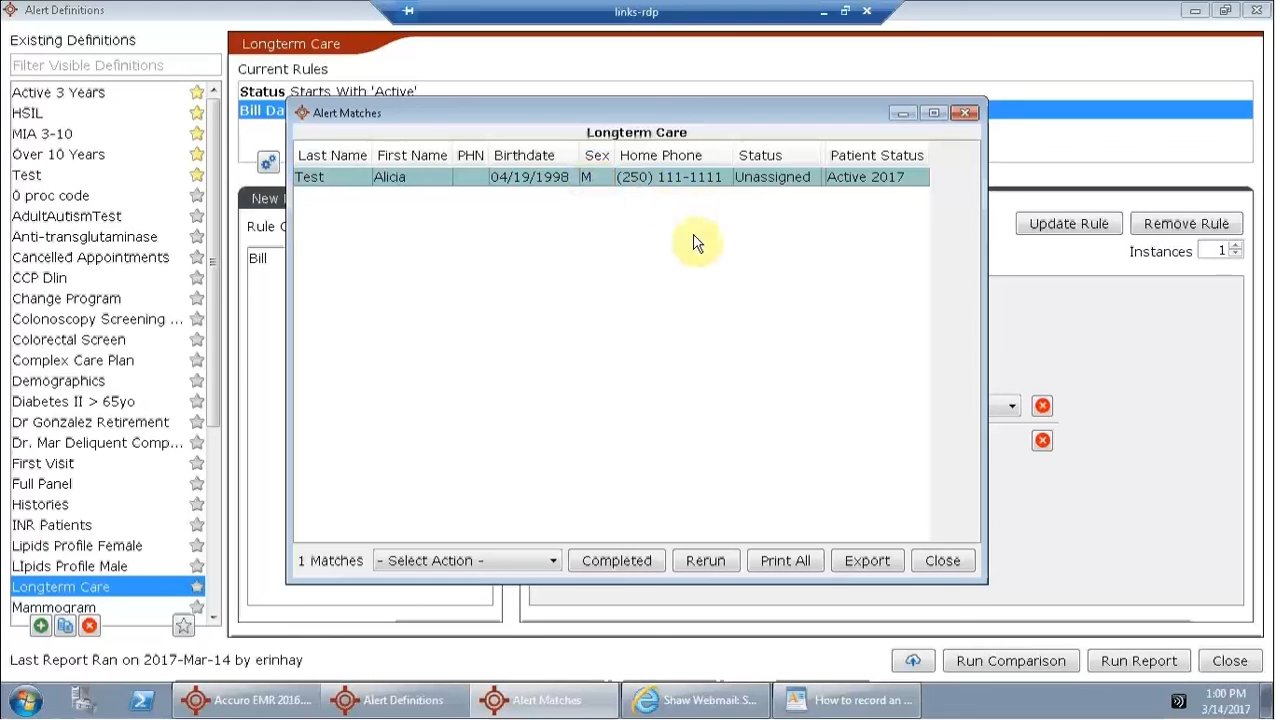 Alert Definitions
links-rdp
Existing Definitions
Filter Visible Definitions
Active 3 Years
HSIL
MIA 3-10
Over 10 Years
Test
0 proc code
AdultAutismTest
Anti-transglutaminase
Cancelled Appointments
CCP Dlin
Change Program
Colonoscopy Screening ...
Colorectal Screen
Complex Care Plan
Demographics
Diabetes II > 65yo
Dr Gonzalez Retirement
Dr. Mar Deliquent Comp...
First Visit
Full Panel
Histories
INR Patients
Lipids Profile Female
LIpids Profile Male
Longterm Care
Mammogram
Longterm Care
Current Rules
Status Starts With 'Active'
Bill Da
New
Rule
Bill
Update Rule Remove Rule
Instances 1
Alert Matches
Longterm Care
Last Name First Name PHN Birthdate Sex Home Phone Status Patient Status
Test Alicia 04/19/1998 M (250) 111-1111 Unassigned Active 2017
1 Matches - Select Action - Completed Rerun Print All Export Close
Last Report Ran on 2017-Mar-14 by erinhay
Run Comparison Run Report Close
Accuro EMR 2016.... Alert Definitions Alert Matches Shaw Webmail: S... How to record an ...
1:00 PM
3/14/2017